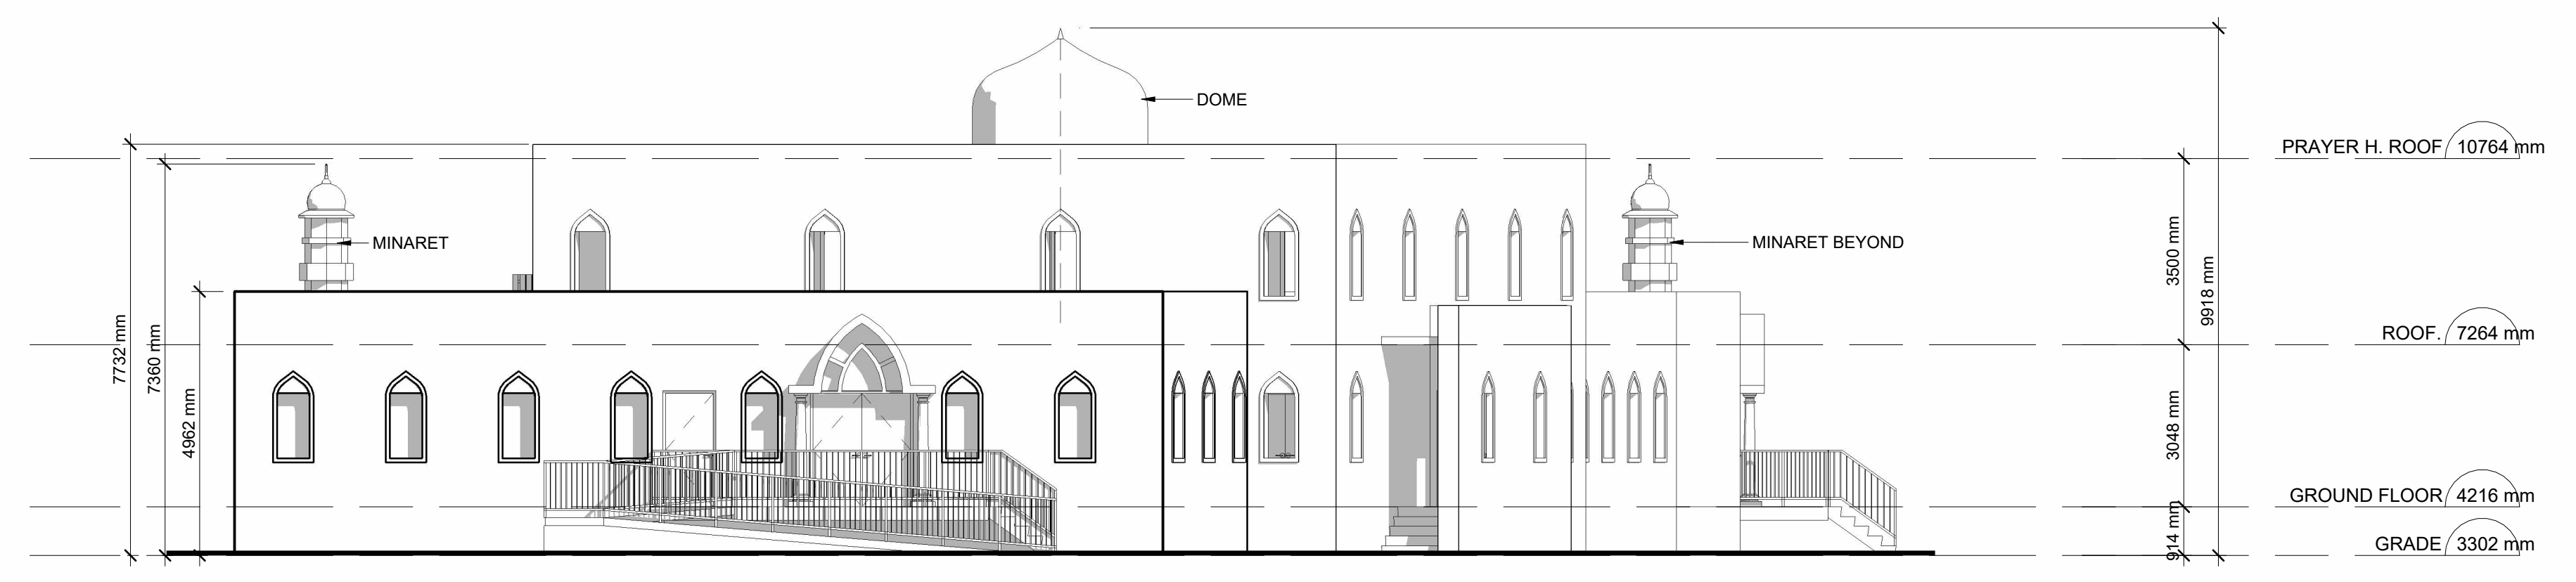 DOME
PRAYER H. ROOF 10764 mm
MINARET
MINARET BEYOND
3500 mm
9918 mm
7732 mm
7360 mm
ROOF. 7264 mm
4962 mm
3048 mm
GROUND FLOOR 4216 mm
914 mm
GRADE 3302 mm